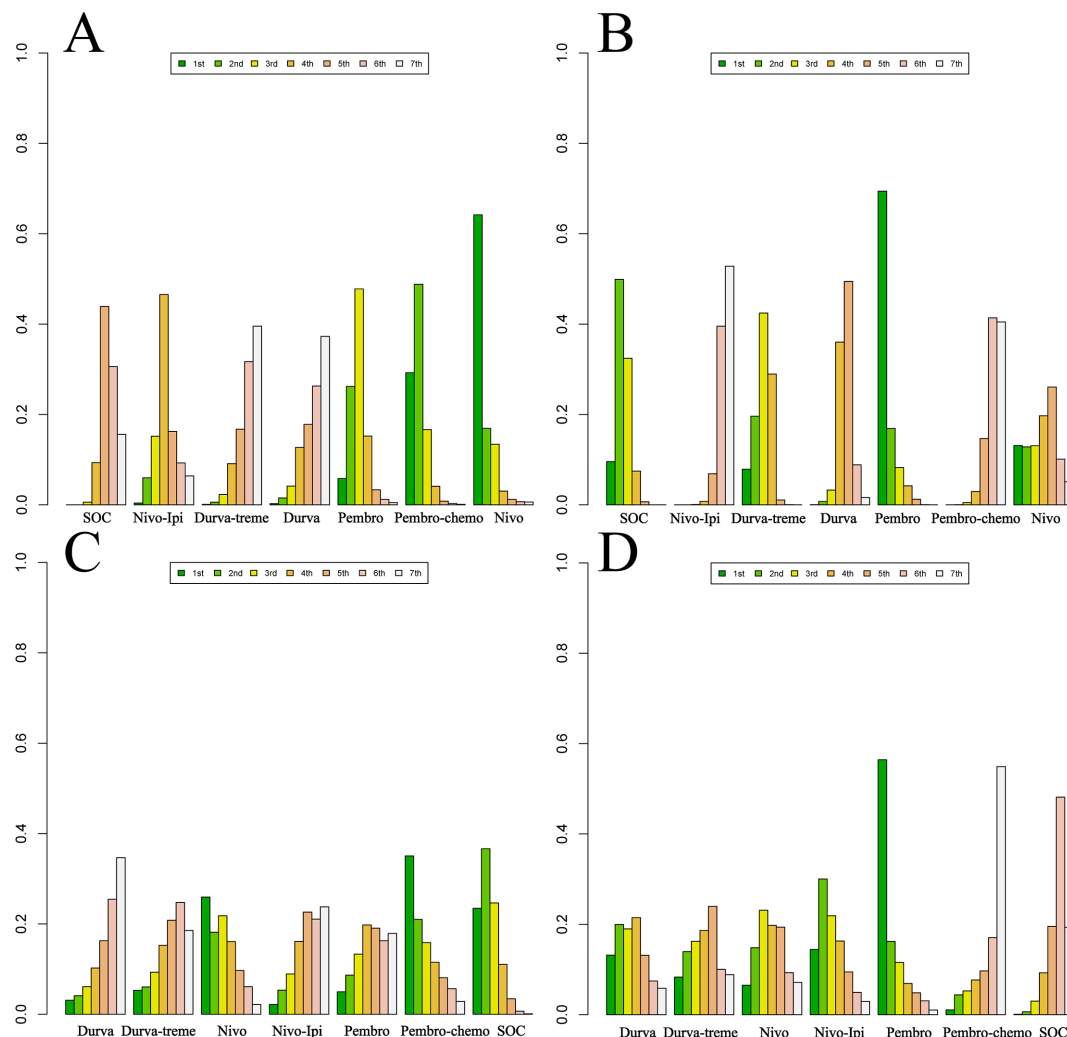 A
1st 2nd 3rd 4th 5th 6th 7th
1.0
0.8
0.6
0.4
0.2
0.0
SOC Nivo-Ipi Durva-treme Durva Pembro Pembro-chemo Nivo
B
1st 2nd 3rd 4th 5th 6th 7th
1.0
0.8
0.6
0.4
0.2
0.0
SOC Nivo-Ipi Durva-treme Durva Pembro Pembro-chemo Nivo
C
1st 2nd 3rd 4th 5th 6th 7th
1.0
0.8
0.6
0.4
0.2
0.0
Durva Durva-treme Nivo Nivo-Ipi Pembro Pembro-chemo SOC
D
1st 2nd 3rd 4th 5th 6th 7th
1.0
0.8
0.6
0.4
0.2
0.0
Durva Durva-treme Nivo Nivo-Ipi Pembro Pembro-chemo SOC